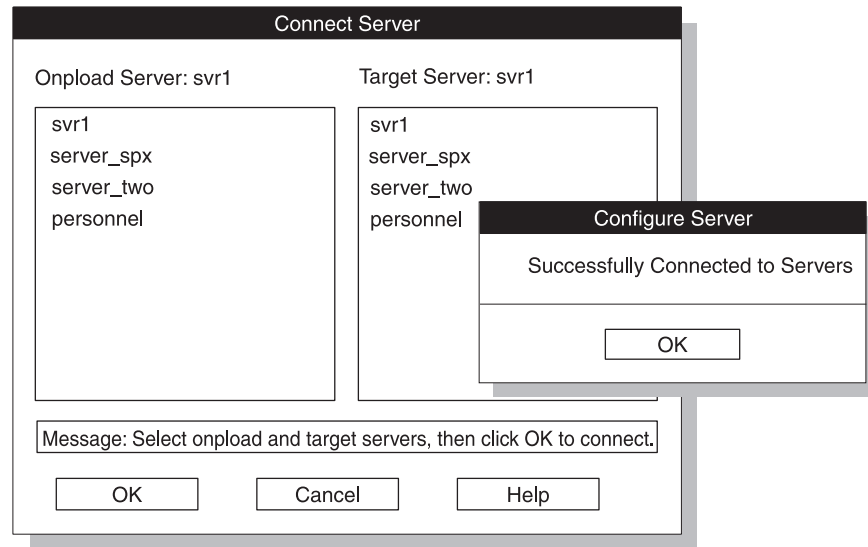 Connect Server
Onpload Server: svr1
Target Server: svr1
svr1
server_spx
server_two
personnel
svr1
server_spx
server_two
personnel
Configure Server
Successfully Connected to Servers
OK
Message: Select onpload and target servers, then click OK to connect.
OK
Cancel
Help